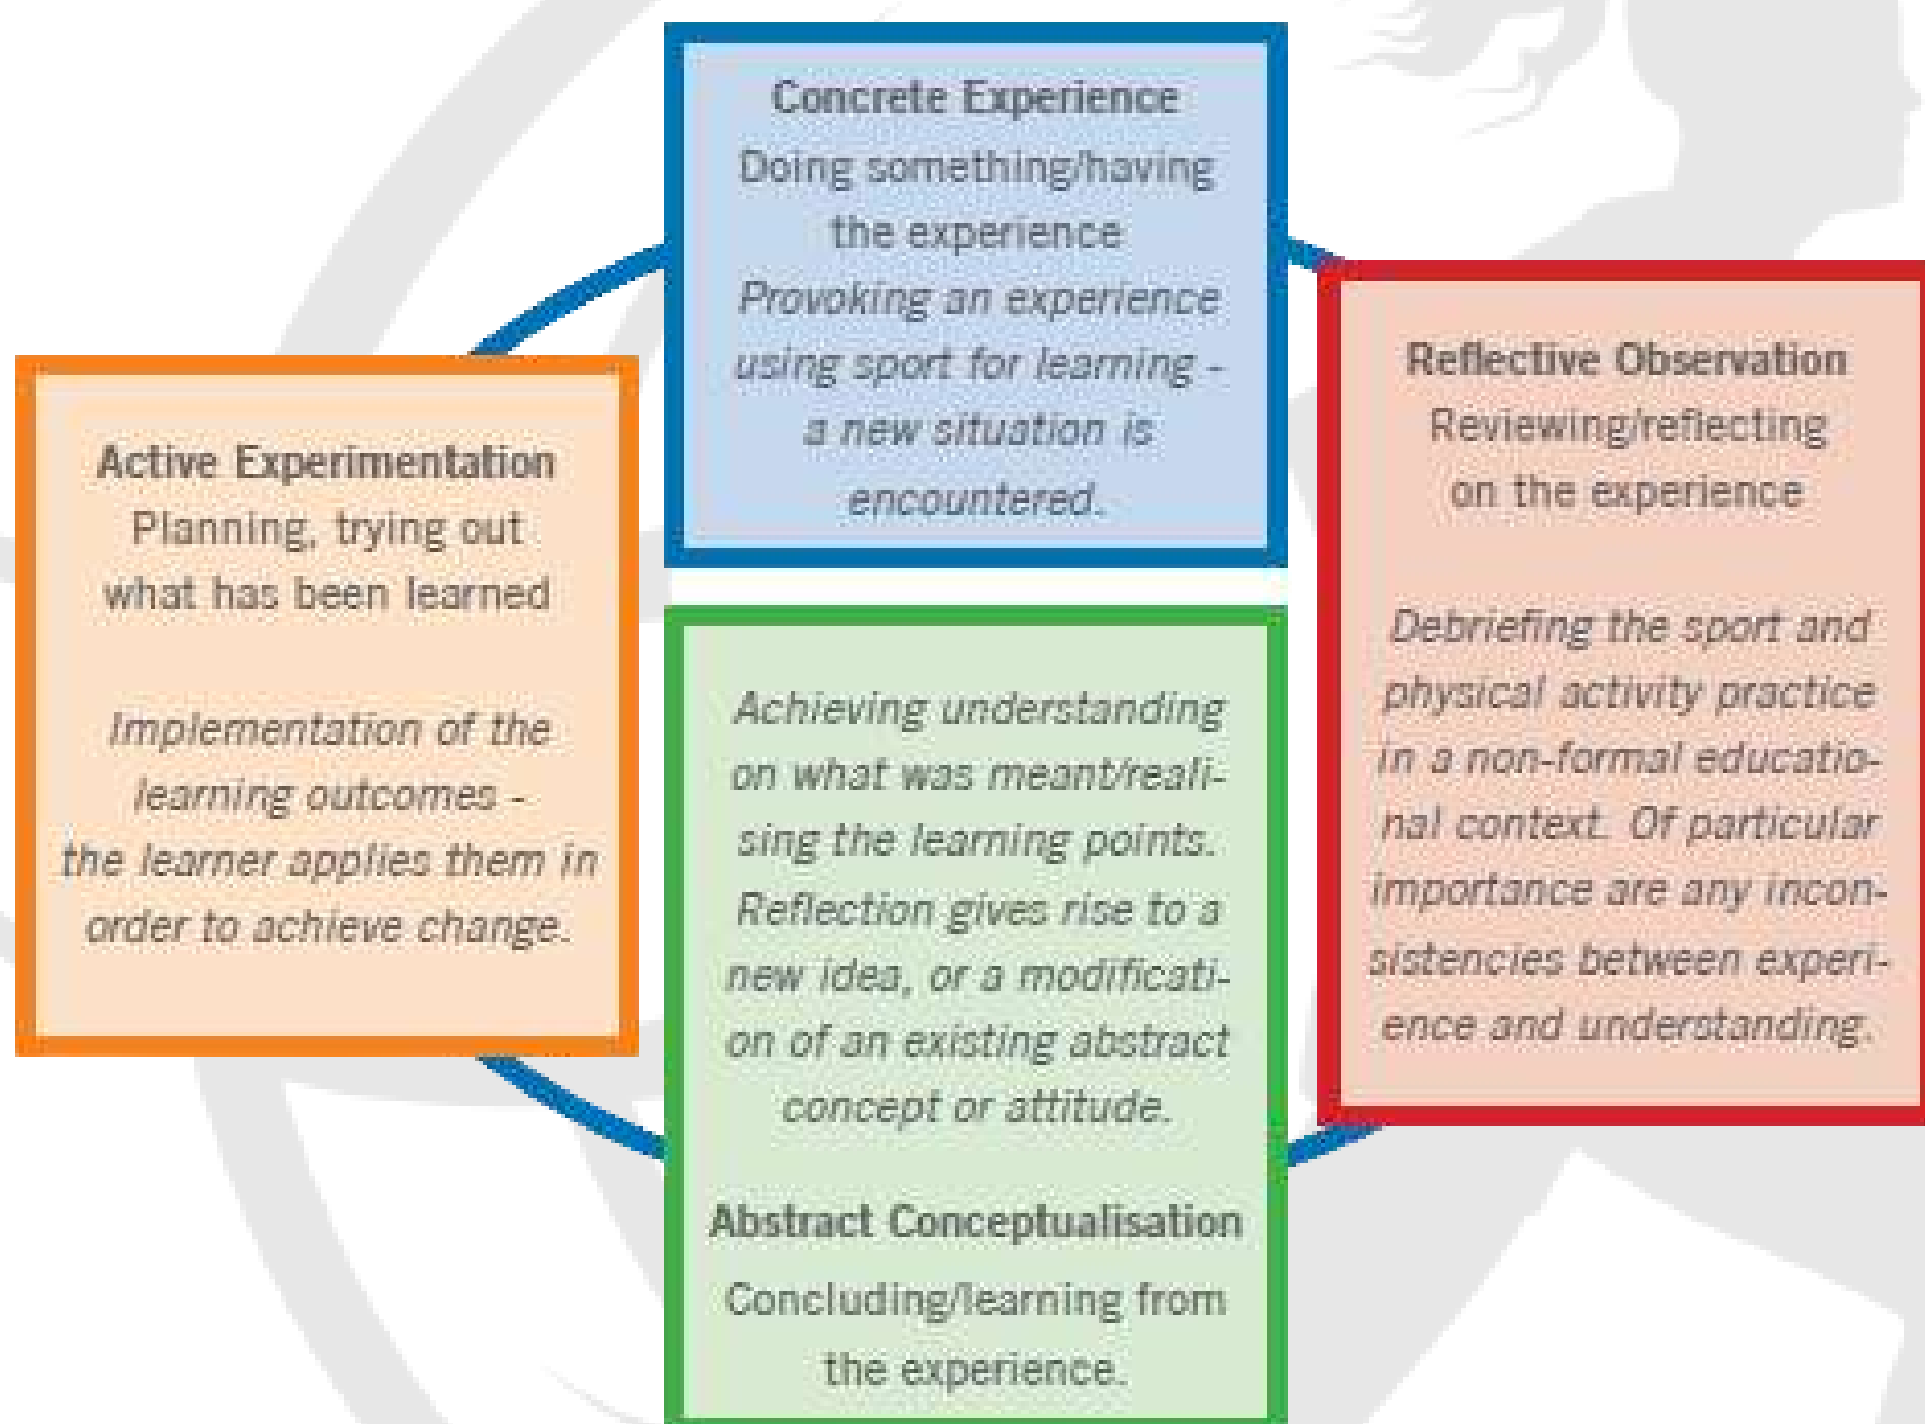 Concrete Experience
Doing something/having
the experience
Provoking an experience
using sport for learning -
a new situation is
encountered.
Reflective Observation
Reviewing/reflecting
on the experience
Debriefing the sport and
physical activity practice
in a non-formal educatio-
nal context. Of particular
importance are any incon-
sistencies between experi-
ence and understanding.
Achieving understanding
on what was meant/reali-
sing the learning points.
Reflection gives rise to a
new idea, or a modificati-
on of an existing abstract
concept or attitude.
Abstract Conceptualisation
Concluding/learning from
the experience.
Active Experimentation
Planning, trying out
what has been learned
Implementation of the
learning outcomes -
the learner applies them in
order to achieve change.